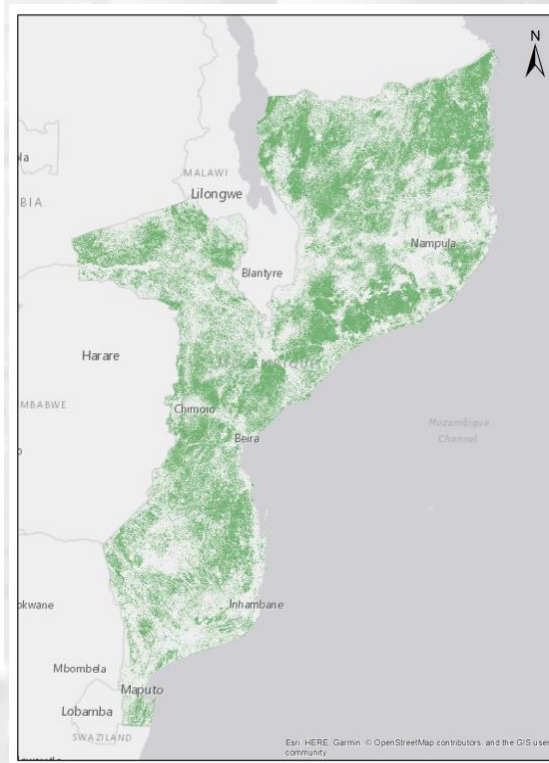 N
MALAWI
Lilongwe
BIA
Nampula
Blantyre
Harare
MBABWE
Chimoio
Beira
Mozambique
Channel
okwane
Inhambane
Mbombela
Maputo
Lobamba
SWAZILAND
Esri, HERE, Garmin, © OpenStreetMap contributors, and the GIS user
community